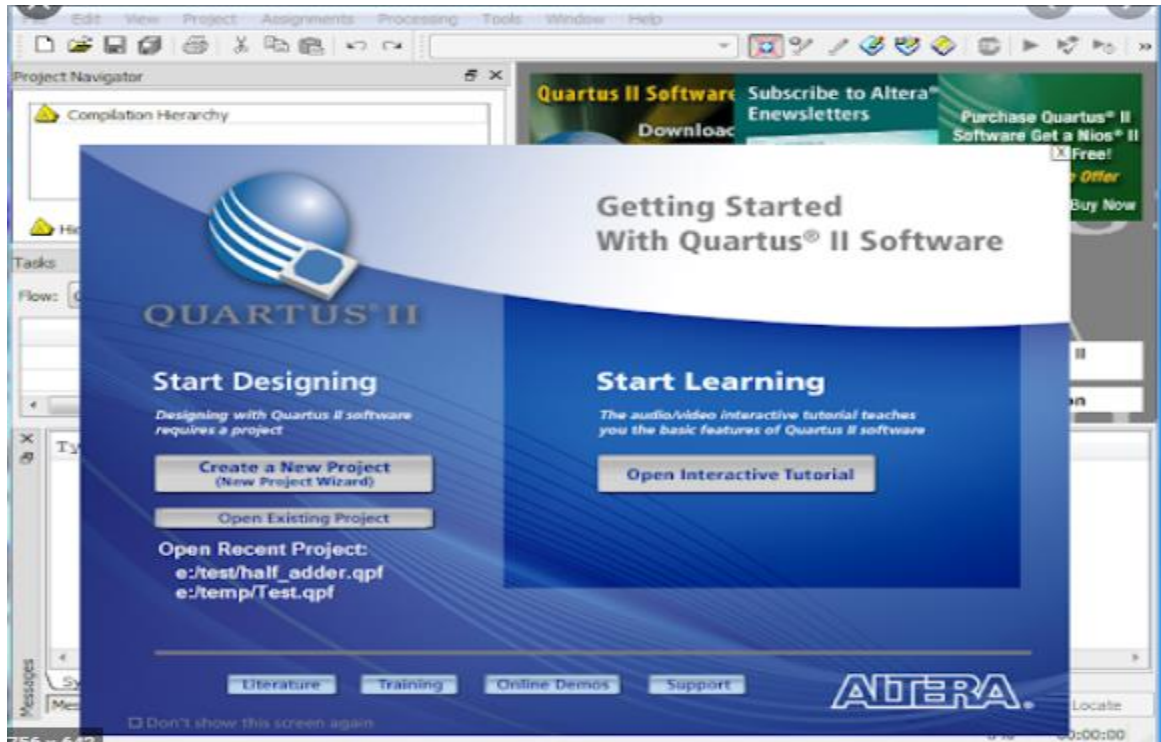 Edit View Project Assignments Processing Tools Window Help
Project Navigator
Compilation Hierarchy
Quartus II Software
Download
Subscribe to Altera®
Enewsletters
Purchase Quartus® II
Software Get a Nios® II
Free!
Offer
Buy Now
Tasks
Flow:
Getting Started
With Quartus® II Software
QUARTUS® II
Start Designing
Designing with Quartus II software
requires a project
Create a New Project
(New Project Wizard)
Open Existing Project
Open Recent Project:
e:/test/half_adder.qpf
e:/temp/Test.qpf
Start Learning
The audio/video interactive tutorial teaches
you the basic features of Quartus II software
Open Interactive Tutorial
II
Literature Training Online Demos Support
ALTERA®
Don't show this screen again
Messages
Locate
00:00:00